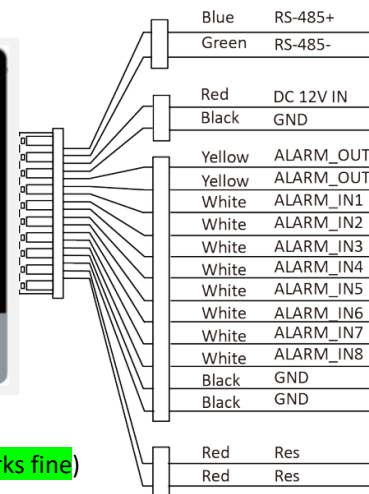 Blue RS-485+
Green RS-485-
Red DC 12V IN
Black GND
Yellow ALARM_OUT
Yellow ALARM_OUT
White ALARM_IN1
White ALARM_IN2
White ALARM_IN3
White ALARM_IN4
White ALARM_IN5
White ALARM_IN6
White ALARM_IN7
White ALARM_IN8
Black GND
Black GND
Red Res
Red Res
fine)